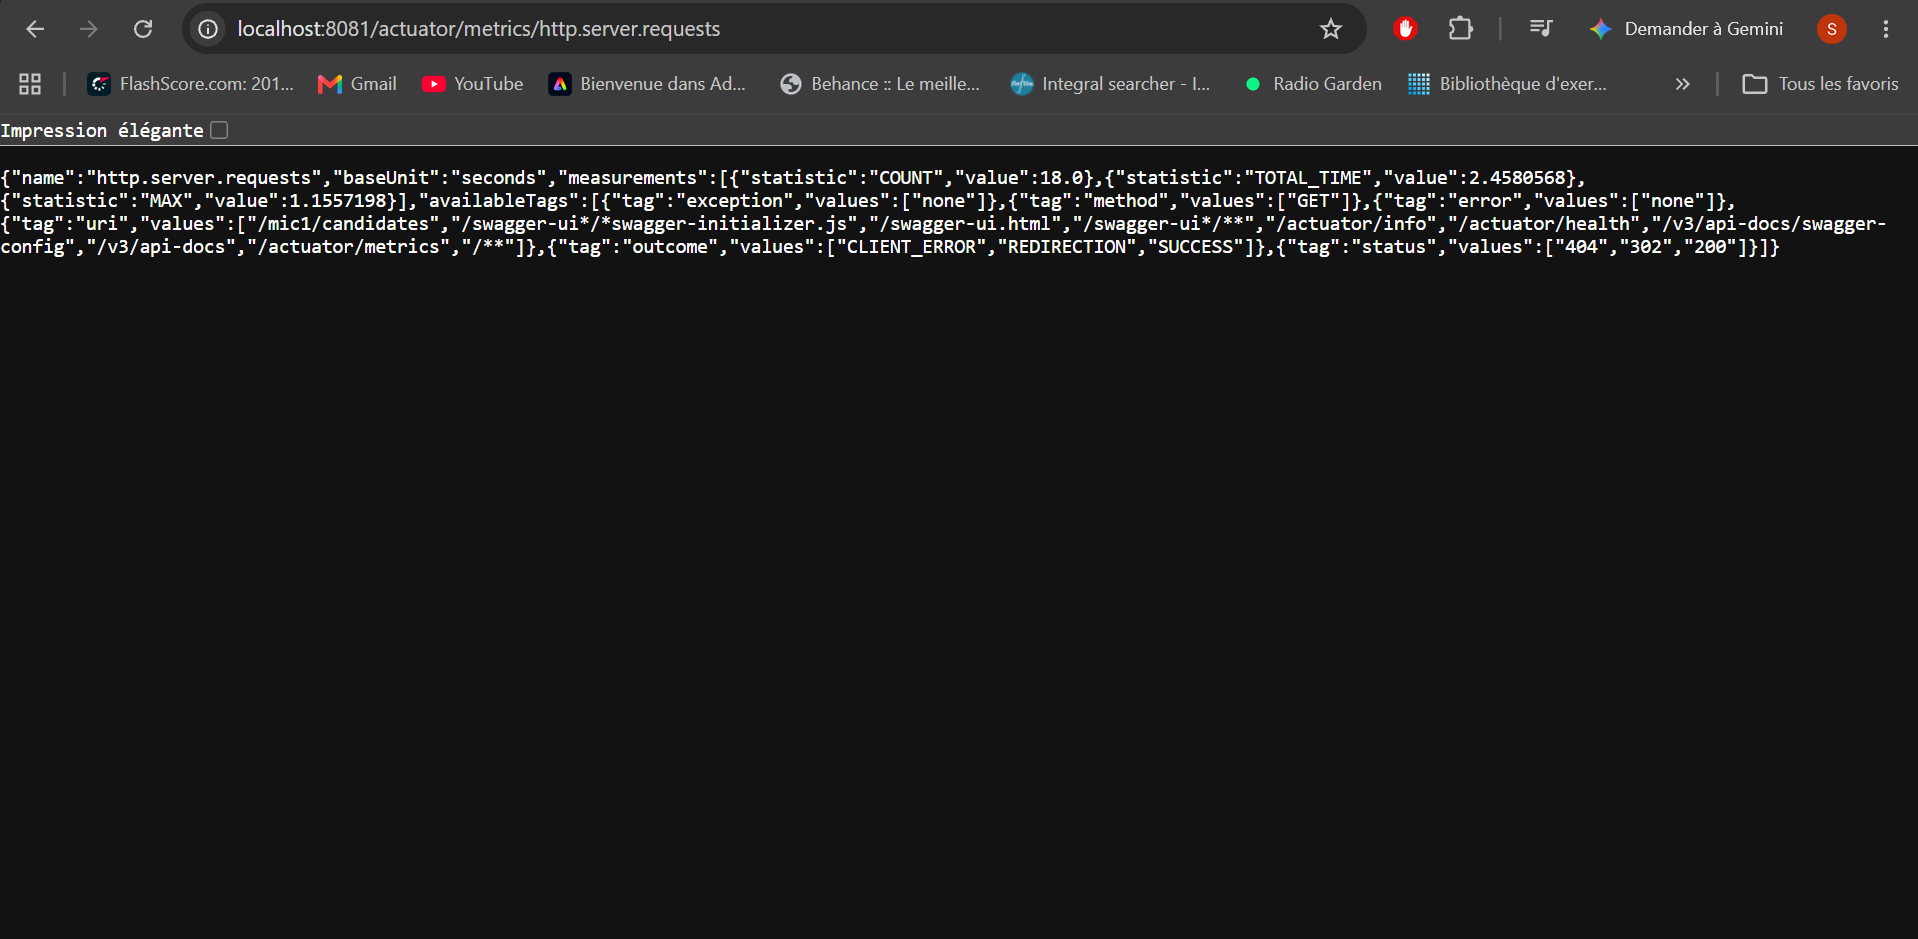 localhost:8081/actuator/metrics/http.server.requests
Demander à Gemini
S
FlashScore.com: 201...
Gmail
YouTube
Bienvenue dans Ad...
Behance :: Le meille...
Integral searcher - I...
Radio Garden
Bibliothèque d'exer...
Tous les favoris
Impression élégante
{"name":"http.server.requests","baseUnit":"seconds","measurements":[{"statistic":"COUNT","value":18.0},{"statistic":"TOTAL_TIME","value":2.4580568},
{"statistic":"MAX","value":1.1557198}],"availableTags":[{"tag":"exception","values":["none"]},{"tag":"method","values":["GET"]},{"tag":"error","values":["none"]},
{"tag":"uri","values":["/mic1/candidates","/swagger-ui*/*swagger-initializer.js","/swagger-ui.html","/swagger-ui*/**","/actuator/info","/actuator/health","/v3/api-docs/swagger-
config","/v3/api-docs","/actuator/metrics","/**"]},{"tag":"outcome","values":["CLIENT_ERROR","REDIRECTION","SUCCESS"]},{"tag":"status","values":["404","302","200"]}]}